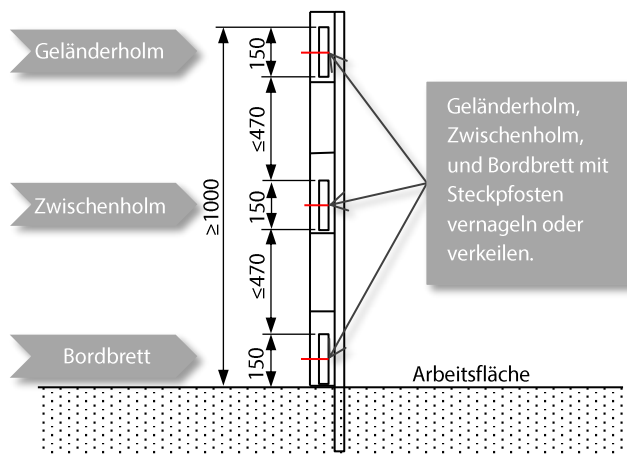 Geländerholm
150
≤470
Geländerholm,
Zwischenholm,
und Bordbrett mit
Steckpfosten
vernageln oder
verkeilen.
Zwischenholm
≥1000
150
≤470
Bordbrett
150
Arbeitsfläche